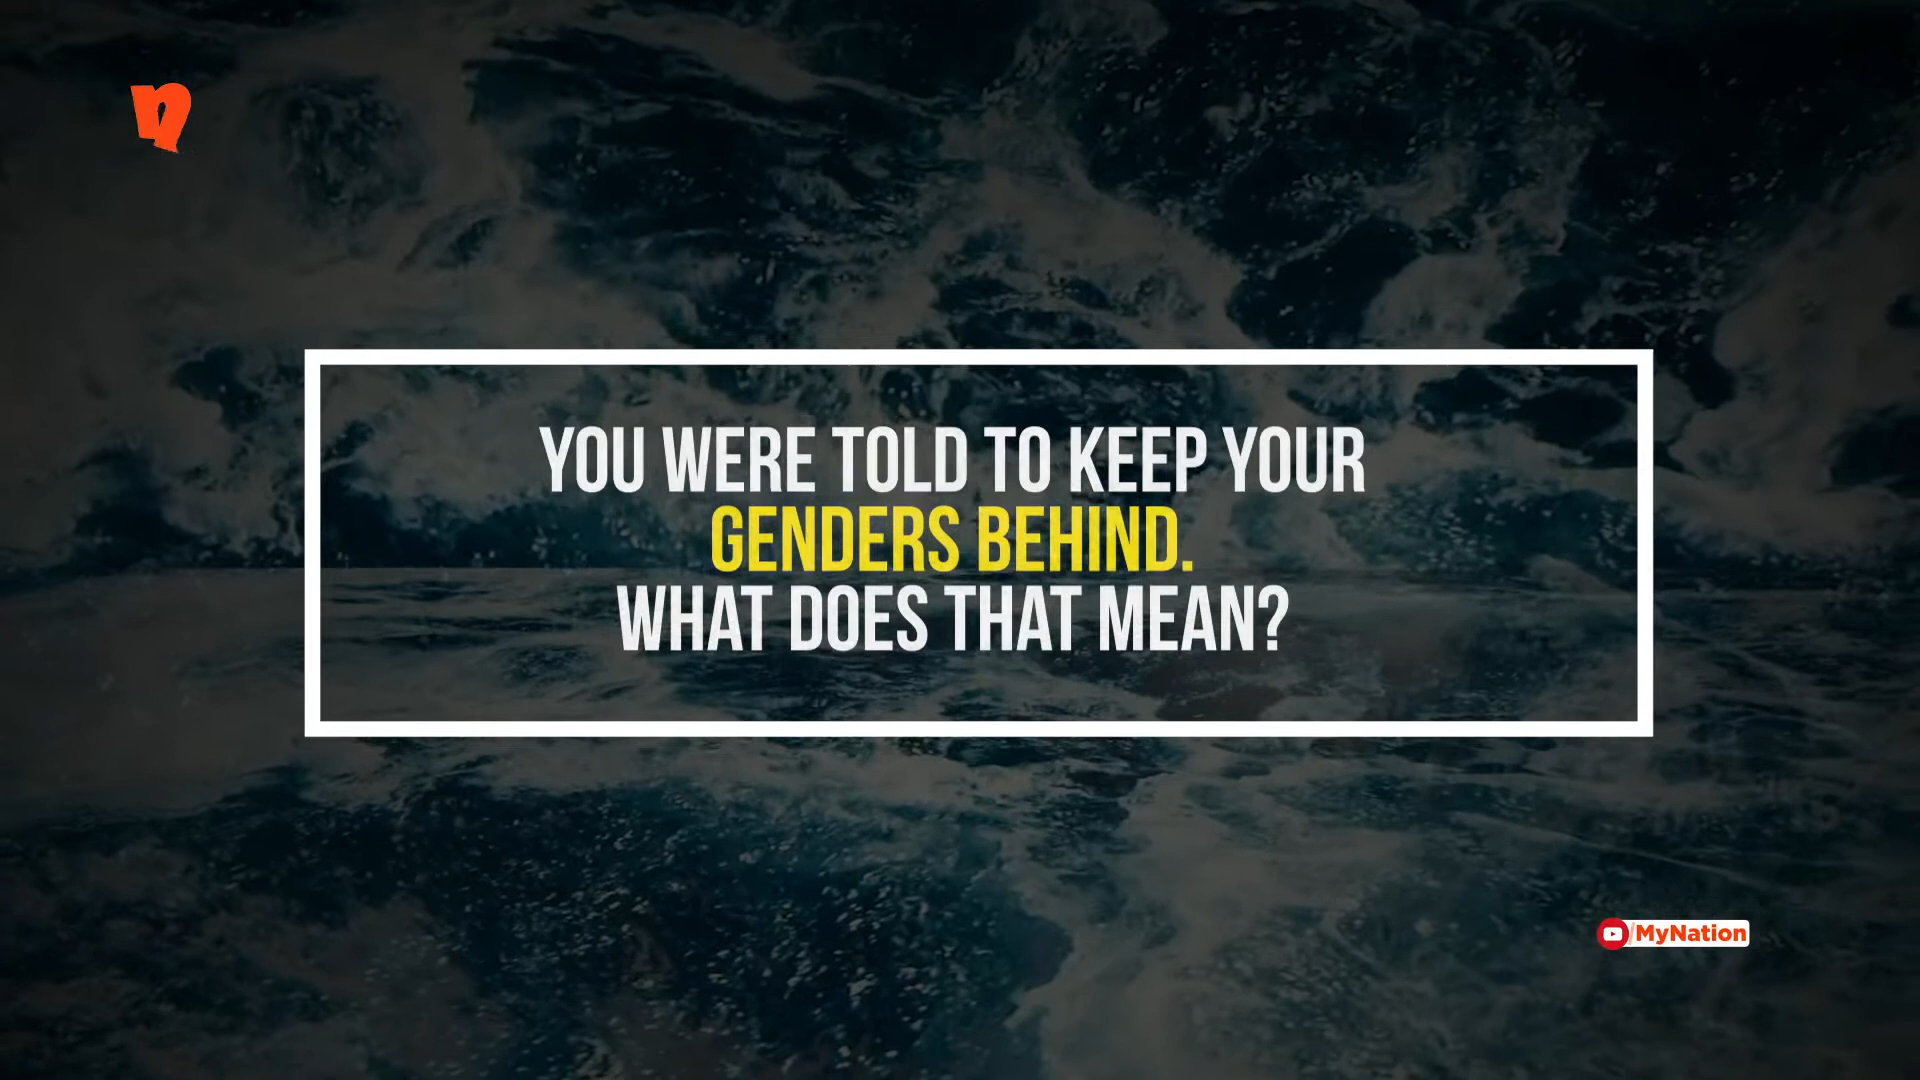 YOU WERE TOLD TO KEEP YOUR
GENDERS BEHIND.
WHAT DOES THAT MEAN?
MyNation